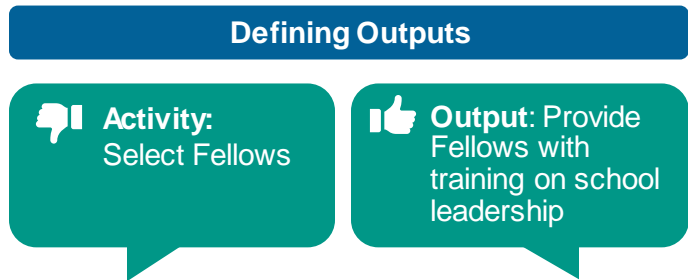 Defining Outputs
Activity:
Select Fellows
Output: Provide
Fellows with
training on school
leadership